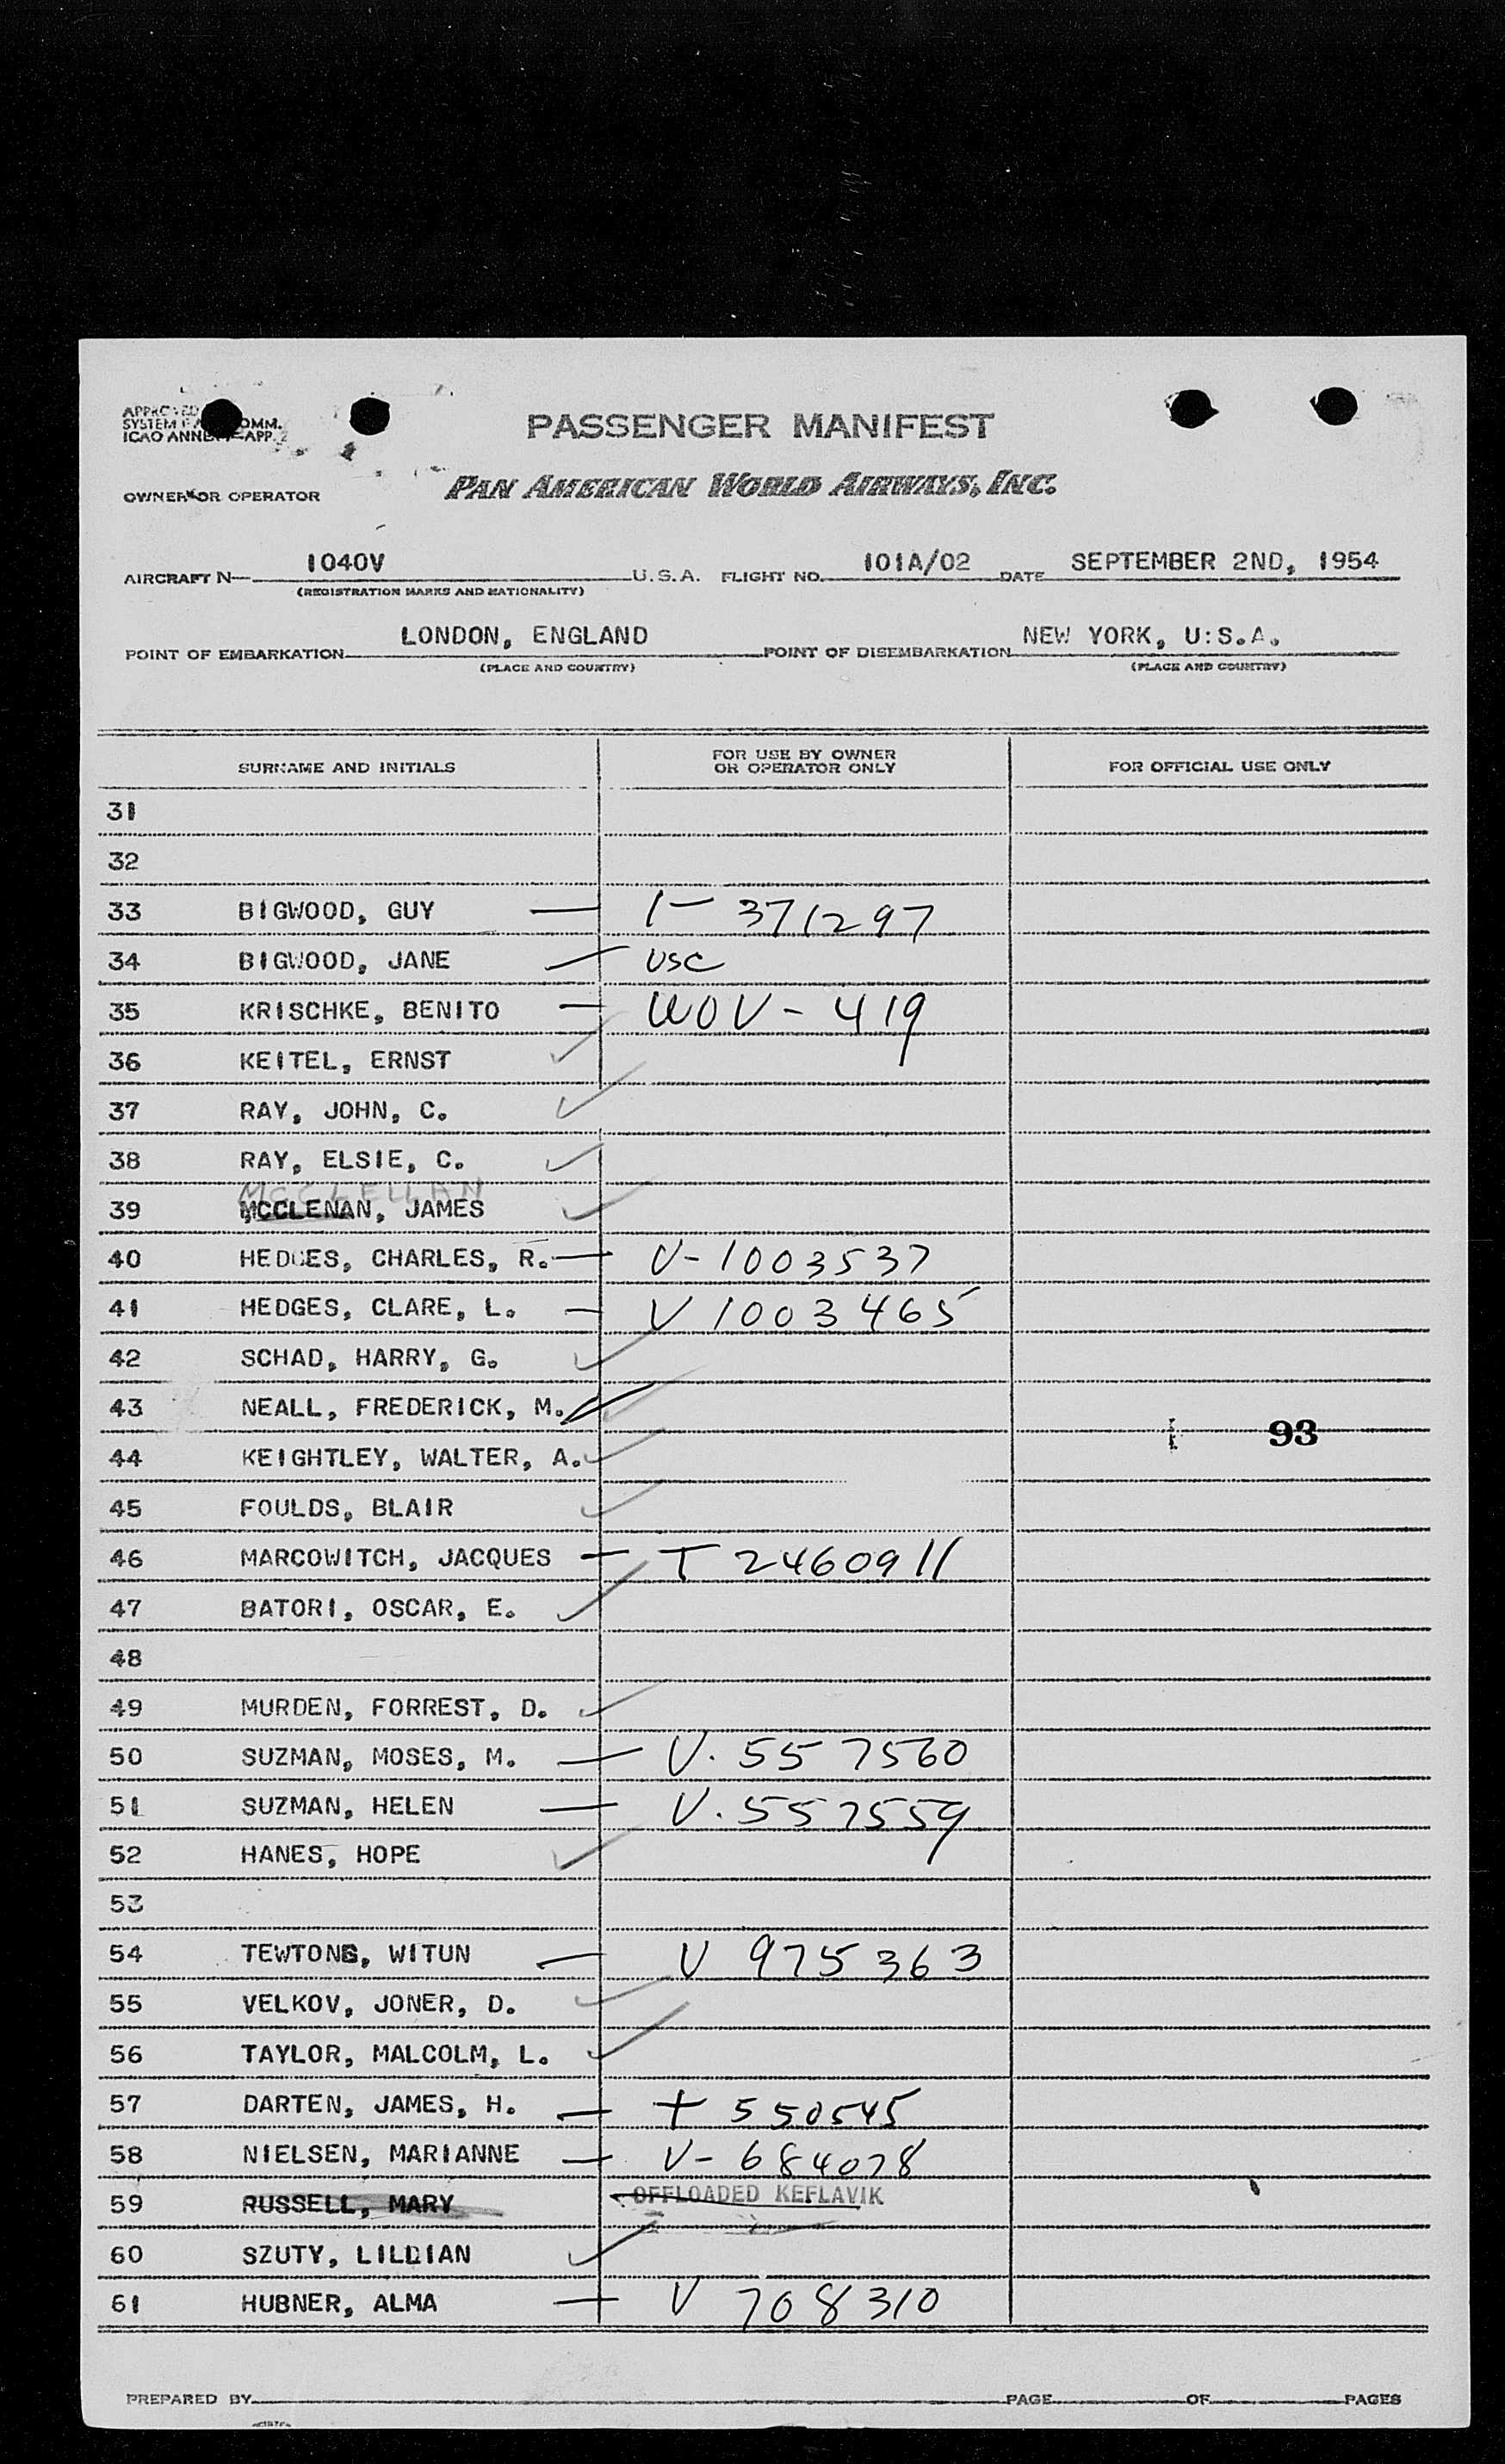 PASSENGER MANIFEST
SYSTEM OMM.
ICAO ANNEX APP.
PAN AMERICAN WORLD AIRWAYS, INC.
OWNER OR OPERATOR
AIRCRAFT N 1040V U.S.A. FLIGHT NO. 101A/02 DATE SEPTEMBER 2ND, 1954
(REGISTRATION MARKS AND NATIONALITY)
POINT OF EMBARKATION LONDON, ENGLAND POINT OF DISEMBARKATION NEW YORK, U:S.A.
(PLACE AND COUNTRY) (PLACE AND COUNTRY)
SURNAME AND INITIALS FOR USE BY OWNER OR OPERATOR ONLY FOR OFFICIAL USE ONLY
31
32
33 BIGWOOD, GUY — I- 371297
34 BIGWOOD, JANE USC
35 KRISCHKE, BENITO — WOV - 419
36 KEITEL, ERNST ✓
37 RAY, JOHN, C. ✓
38 RAY, ELSIE, C. ✓
MCCLELLAN
39 MCCLENAN, JAMES ✓
40 HEDGES, CHARLES, R. — V-1003537
41 HEDGES, CLARE, L. — V 1003465
42 SCHAD, HARRY, G. ✓
43 NEALL, FREDERICK, M. ✓
93
44 KEIGHTLEY, WALTER, A. ✓
45 FOULDS, BLAIR ✓
46 MARCOWITCH, JACQUES — T 2460911
47 BATORI, OSCAR, E. ✓
48
49 MURDEN, FORREST, D. ✓
50 SUZMAN, MOSES, M. — V. 557560
51 SUZMAN, HELEN — V. 557559
52 HANES, HOPE ✓
53
54 TEWTONG, WITUN — V 975363
55 VELKOV, JONER, D. ✓
56 TAYLOR, MALCOLM, L. ✓
57 DARTEN, JAMES, H. — T 550545
58 NIELSEN, MARIANNE — V- 684078
59 RUSSELL, MARY OFFLOADED KEFLAVIK
60 SZUTY, LILLIAN ✓
61 HUBNER, ALMA — V 708310
PREPARED BY PAGE OF PAGES